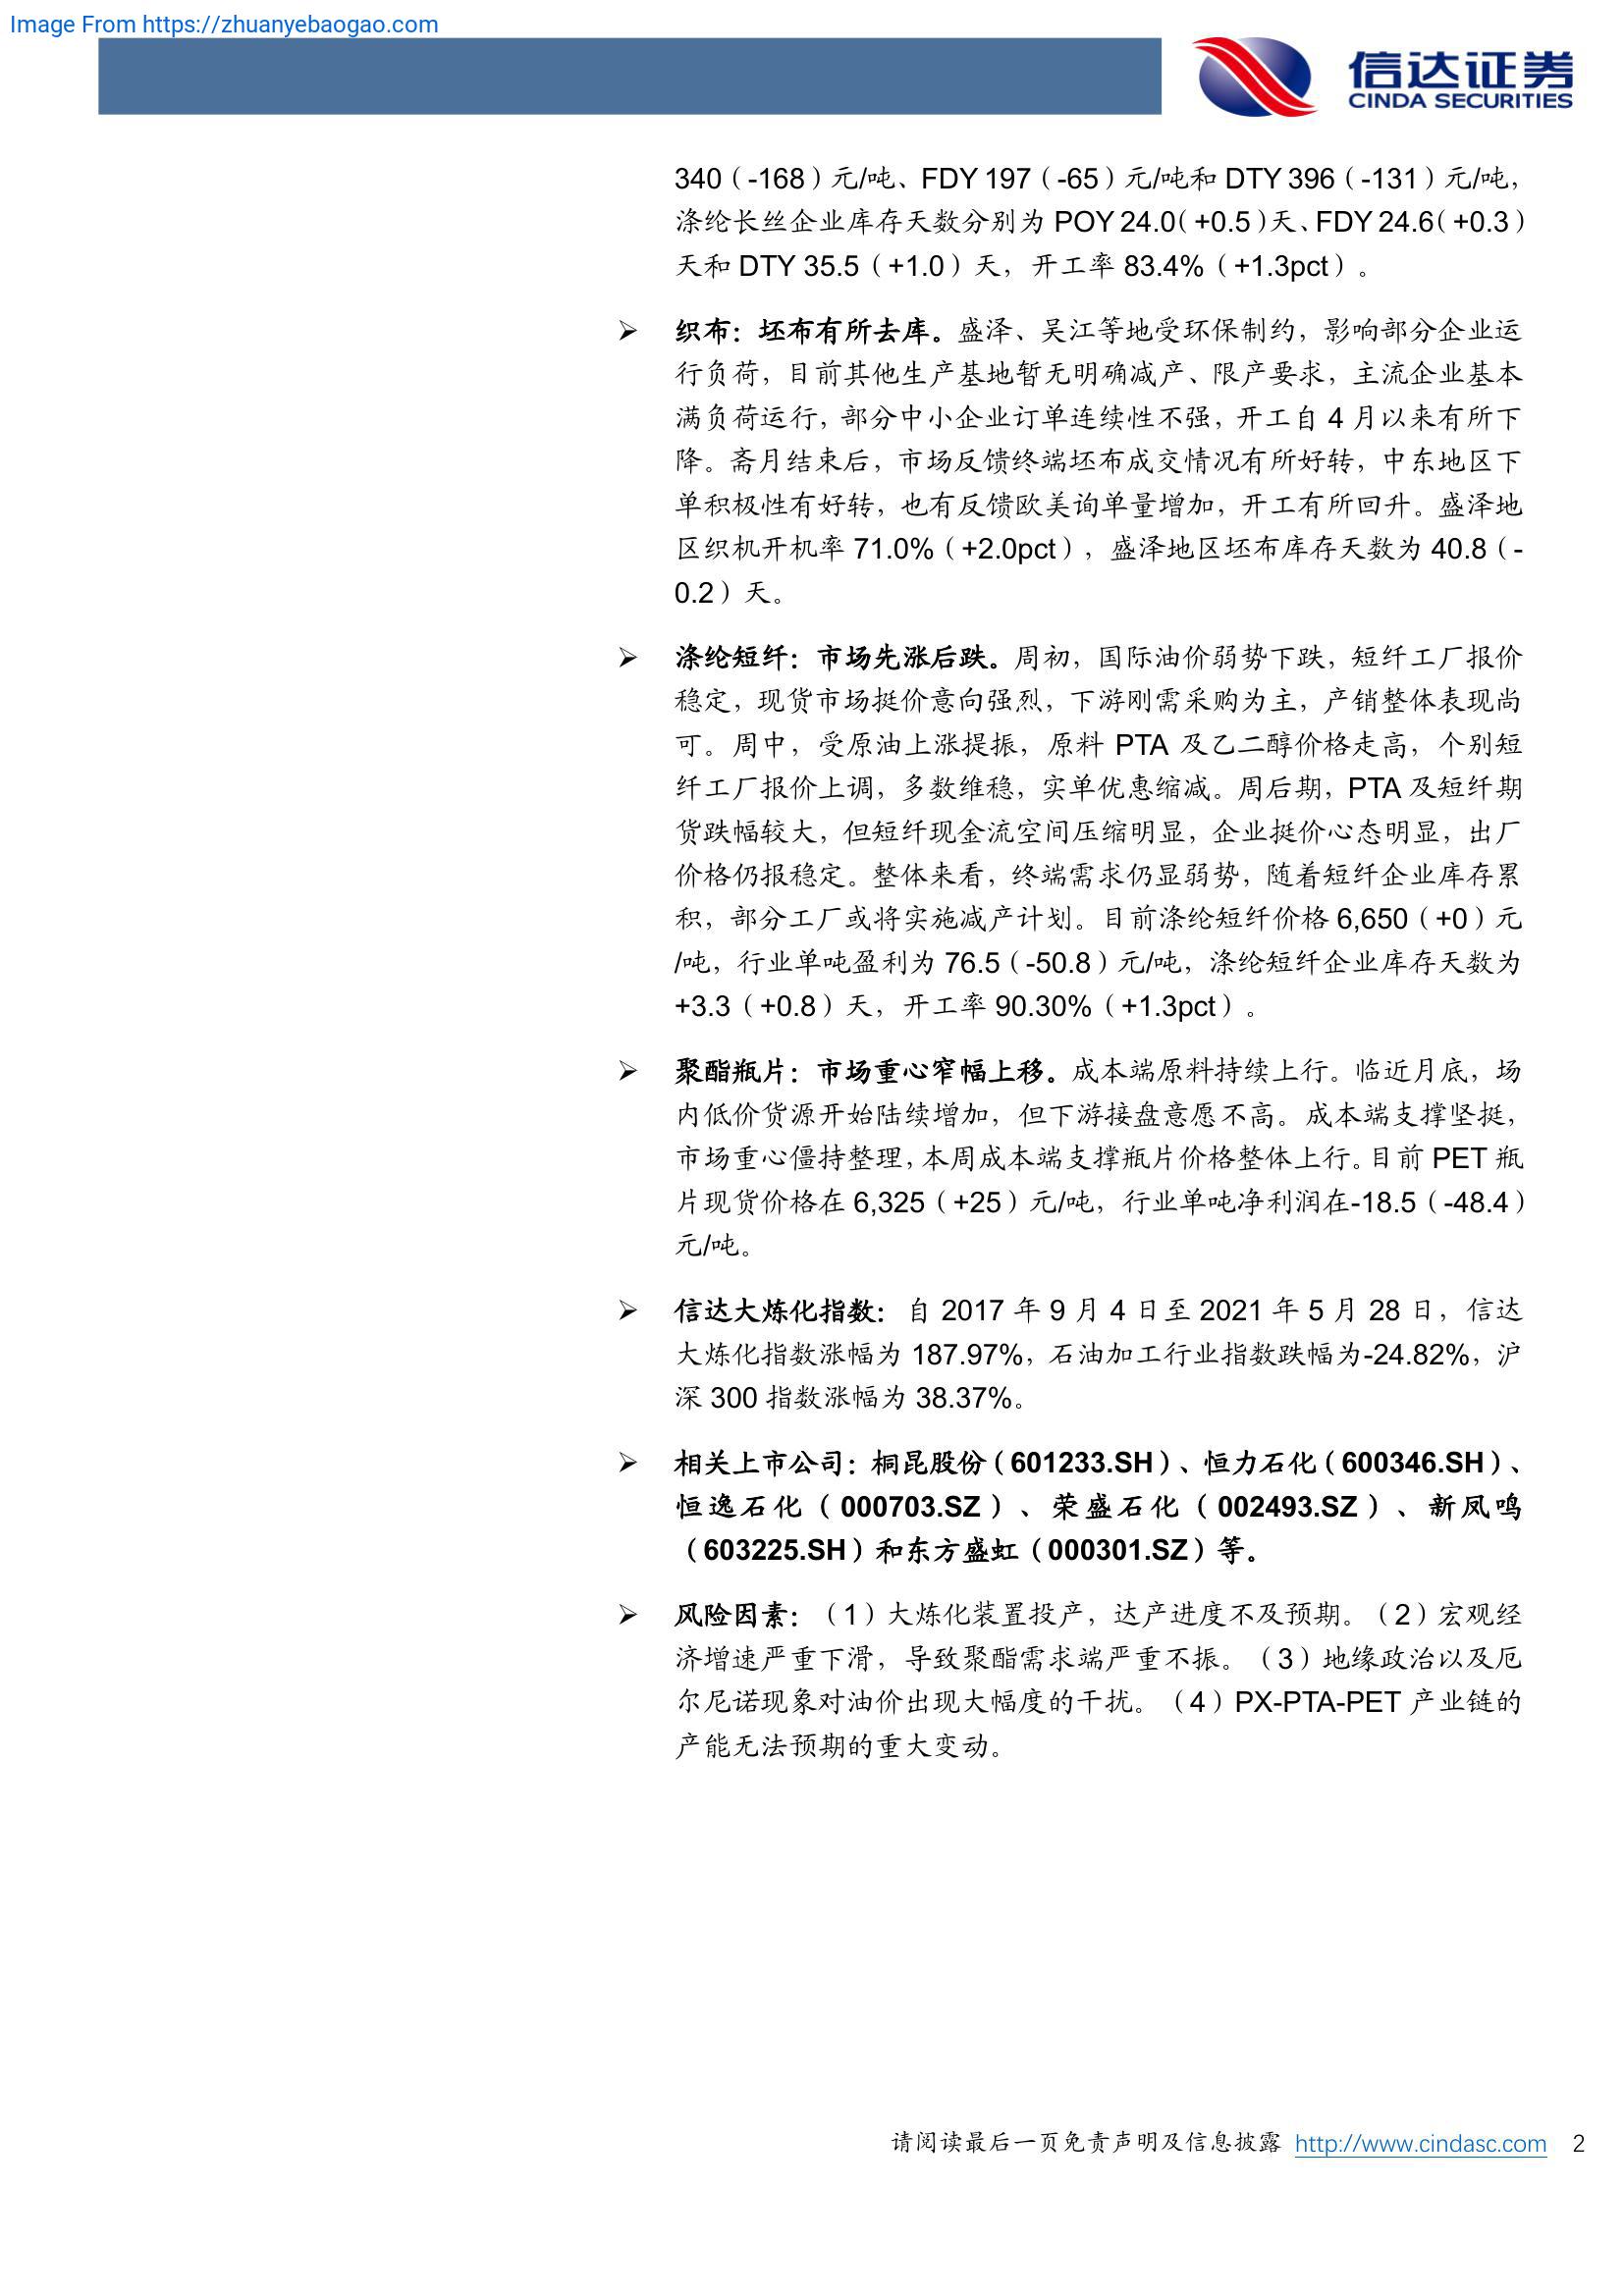 Image From https://zhuanyebaogao.com
信达证券
CINDA SECURITIES
340（-168）元/吨、FDY 197（-65）元/吨和 DTY 396（-131）元/吨，
涤纶长丝企业库存天数分别为 POY 24.0（+0.5）天、FDY 24.6（+0.3）
天和 DTY 35.5（+1.0）天，开工率 83.4%（+1.3pct）。
➢ 织布：坯布有所去库。盛泽、吴江等地受环保制约，影响部分企业运
行负荷，目前其他生产基地暂无明确减产、限产要求，主流企业基本
满负荷运行，部分中小企业订单连续性不强，开工自 4 月以来有所下
降。斋月结束后，市场反馈终端坯布成交情况有所好转，中东地区下
单积极性有好转，也有反馈欧美询单量增加，开工有所回升。盛泽地
区织机开机率 71.0%（+2.0pct），盛泽地区坯布库存天数为 40.8（-
0.2）天。
➢ 涤纶短纤：市场先涨后跌。周初，国际油价弱势下跌，短纤工厂报价
稳定，现货市场挺价意向强烈，下游刚需采购为主，产销整体表现尚
可。周中，受原油上涨提振，原料 PTA 及乙二醇价格走高，个别短
纤工厂报价上调，多数维稳，实单优惠缩减。周后期，PTA 及短纤期
货跌幅较大，但短纤现金流空间压缩明显，企业挺价心态明显，出厂
价格仍报稳定。整体来看，终端需求仍显弱势，随着短纤企业库存累
积，部分工厂或将实施减产计划。目前涤纶短纤价格 6,650（+0）元
/吨，行业单吨盈利为 76.5（-50.8）元/吨，涤纶短纤企业库存天数为
+3.3（+0.8）天，开工率 90.30%（+1.3pct）。
➢ 聚酯瓶片：市场重心窄幅上移。成本端原料持续上行。临近月底，场
内低价货源开始陆续增加，但下游接盘意愿不高。成本端支撑坚挺，
市场重心僵持整理，本周成本端支撑瓶片价格整体上行。目前 PET 瓶
片现货价格在 6,325（+25）元/吨，行业单吨净利润在-18.5（-48.4）
元/吨。
➢ 信达大炼化指数：自 2017 年 9 月 4 日至 2021 年 5 月 28 日，信达
大炼化指数涨幅为 187.97%，石油加工行业指数跌幅为-24.82%，沪
深 300 指数涨幅为 38.37%。
➢ 相关上市公司：桐昆股份（601233.SH）、恒力石化（600346.SH）、
恒逸石化（000703.SZ）、荣盛石化（002493.SZ）、新凤鸣
（603225.SH）和东方盛虹（000301.SZ）等。
➢ 风险因素：（1）大炼化装置投产，达产进度不及预期。（2）宏观经
济增速严重下滑，导致聚酯需求端严重不振。（3）地缘政治以及厄
尔尼诺现象对油价出现大幅度的干扰。（4）PX-PTA-PET 产业链的
产能无法预期的重大变动。
请阅读最后一页免责声明及信息披露 http://www.cindasc.com 2